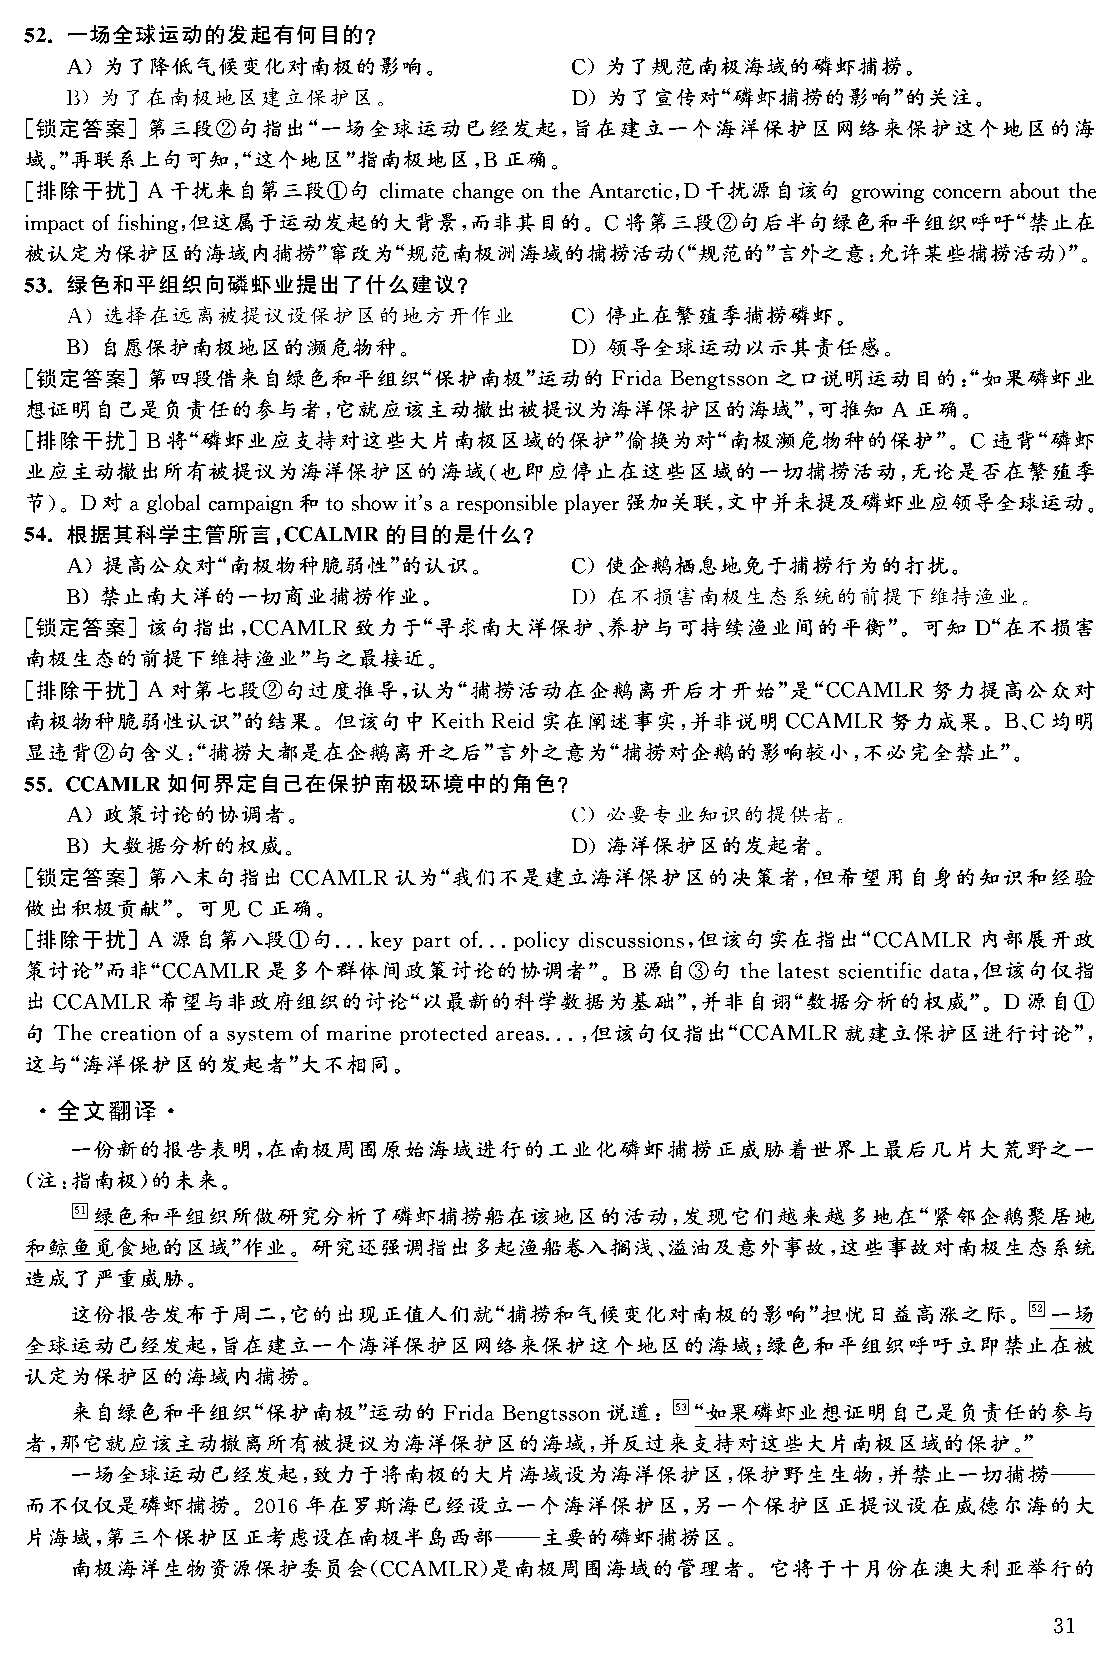 52. 一场全球运动的发起有何目的?
A) 为了降低气候变化对南极的影响。 C) 为了规范南极海域的磷虾捕捞。
B) 为了在南极地区建立保护区。 D) 为了宣传对“磷虾捕捞的影响”的关注。
[锁定答案] 第三段②句指出“一场全球运动已经发起,旨在建立一个海洋保护区网络来保护这个地区的海
域。”再联系上句可知,“这个地区”指南极地区,B 正确。
[排除干扰] A 干扰来自第三段①句 climate change on the Antarctic,D 干扰源自该句 growing concern about the
impact of fishing,但这属于运动发起的大背景,而非其目的。C 将第三段②句后半句绿色和平组织呼吁“禁止在
被认定为保护区的海域内捕捞”窜改为“规范南极洲海域的捕捞活动(“规范的”言外之意:允许某些捕捞活动)”。
53. 绿色和平组织向磷虾业提出了什么建议?
A) 选择在远离被提议设保护区的地方开作业 C) 停止在繁殖季捕捞磷虾。
B) 自愿保护南极地区的濒危物种。 D) 领导全球运动以示其责任感。
[锁定答案] 第四段借来自绿色和平组织“保护南极”运动的 Frida Bengtsson 之口说明运动目的:“如果磷虾业
想证明自己是负责任的参与者,它就应该主动撤出被提议为海洋保护区的海域”,可推知 A 正确。
[排除干扰] B 将“磷虾业应支持对这些大片南极区域的保护”偷换为对“南极濒危物种的保护”。C 违背“磷虾
业应主动撤出所有被提议为海洋保护区的海域(也即应停止在这些区域的一切捕捞活动,无论是否在繁殖季
节)。D 对 a global campaign 和 to show it's a responsible player 强加关联,文中并未提及磷虾业应领导全球运动。
54. 根据其科学主管所言,CCALMR 的目的是什么?
A) 提高公众对“南极物种脆弱性”的认识。 C) 使企鹅栖息地免于捕捞行为的打扰。
B) 禁止南大洋的一切商业捕捞作业。 D) 在不损害南极生态系统的前提下维持渔业。
[锁定答案] 该句指出,CCAMLR 致力于“寻求南大洋保护、养护与可持续渔业间的平衡”。可知 D“在不损害
南极生态的前提下维持渔业”与之最接近。
[排除干扰] A 对第七段②句过度推导,认为“捕捞活动在企鹅离开后才开始”是“CCAMLR 努力提高公众对
南极物种脆弱性认识”的结果。但该句中 Keith Reid 实在阐述事实,并非说明 CCAMLR 努力成果。B、C 均明
显违背②句含义:“捕捞大都是在企鹅离开之后”言外之意为“捕捞对企鹅的影响较小,不必完全禁止”。
55. CCAMLR 如何界定自己在保护南极环境中的角色?
A) 政策讨论的协调者。 C) 必要专业知识的提供者。
B) 大数据分析的权威。 D) 海洋保护区的发起者。
[锁定答案] 第八末句指出 CCAMLR 认为“我们不是建立海洋保护区的决策者,但希望用自身的知识和经验
做出积极贡献”。可见 C 正确。
[排除干扰] A 源自第八段①句... key part of... policy discussions,但该句实在指出“CCAMLR 内部展开政
策讨论”而非“CCAMLR 是多个群体间政策讨论的协调者”。B 源自③句 the latest scientific data,但该句仅指
出 CCAMLR 希望与非政府组织的讨论“以最新的科学数据为基础”,并非自诩“数据分析的权威”。D 源自①
句 The creation of a system of marine protected areas...,但该句仅指出“CCAMLR 就建立保护区进行讨论”,
这与“海洋保护区的发起者”大不相同。
·全文翻译·
一份新的报告表明,在南极周围原始海域进行的工业化磷虾捕捞正威胁着世界上最后几片大荒野之一
(注:指南极)的未来。
51 绿色和平组织所做研究分析了磷虾捕捞船在该地区的活动,发现它们越来越多地在“紧邻企鹅聚居地
和鲸鱼觅食地的区域”作业。研究还强调指出多起渔船卷入搁浅、溢油及意外事故,这些事故对南极生态系统
造成了严重威胁。
这份报告发布于周二,它的出现正值人们就“捕捞和气候变化对南极的影响”担忧日益高涨之际。52 一场
全球运动已经发起,旨在建立一个海洋保护区网络来保护这个地区的海域;绿色和平组织呼吁立即禁止在被
认定为保护区的海域内捕捞。
来自绿色和平组织“保护南极”运动的 Frida Bengtsson 说道:53“如果磷虾业想证明自己是负责任的参与
者,那它就应该主动撤离所有被提议为海洋保护区的海域,并反过来支持对这些大片南极区域的保护。”
一场全球运动已经发起,致力于将南极的大片海域设为海洋保护区,保护野生生物,并禁止一切捕捞——
而不仅仅是磷虾捕捞。2016 年在罗斯海已经设立一个海洋保护区,另一个保护区正提议设在威德尔海的大
片海域,第三个保护区正考虑设在南极半岛西部——主要的磷虾捕捞区。
南极海洋生物资源保护委员会(CCAMLR)是南极周围海域的管理者。它将于十月份在澳大利亚举行的
31